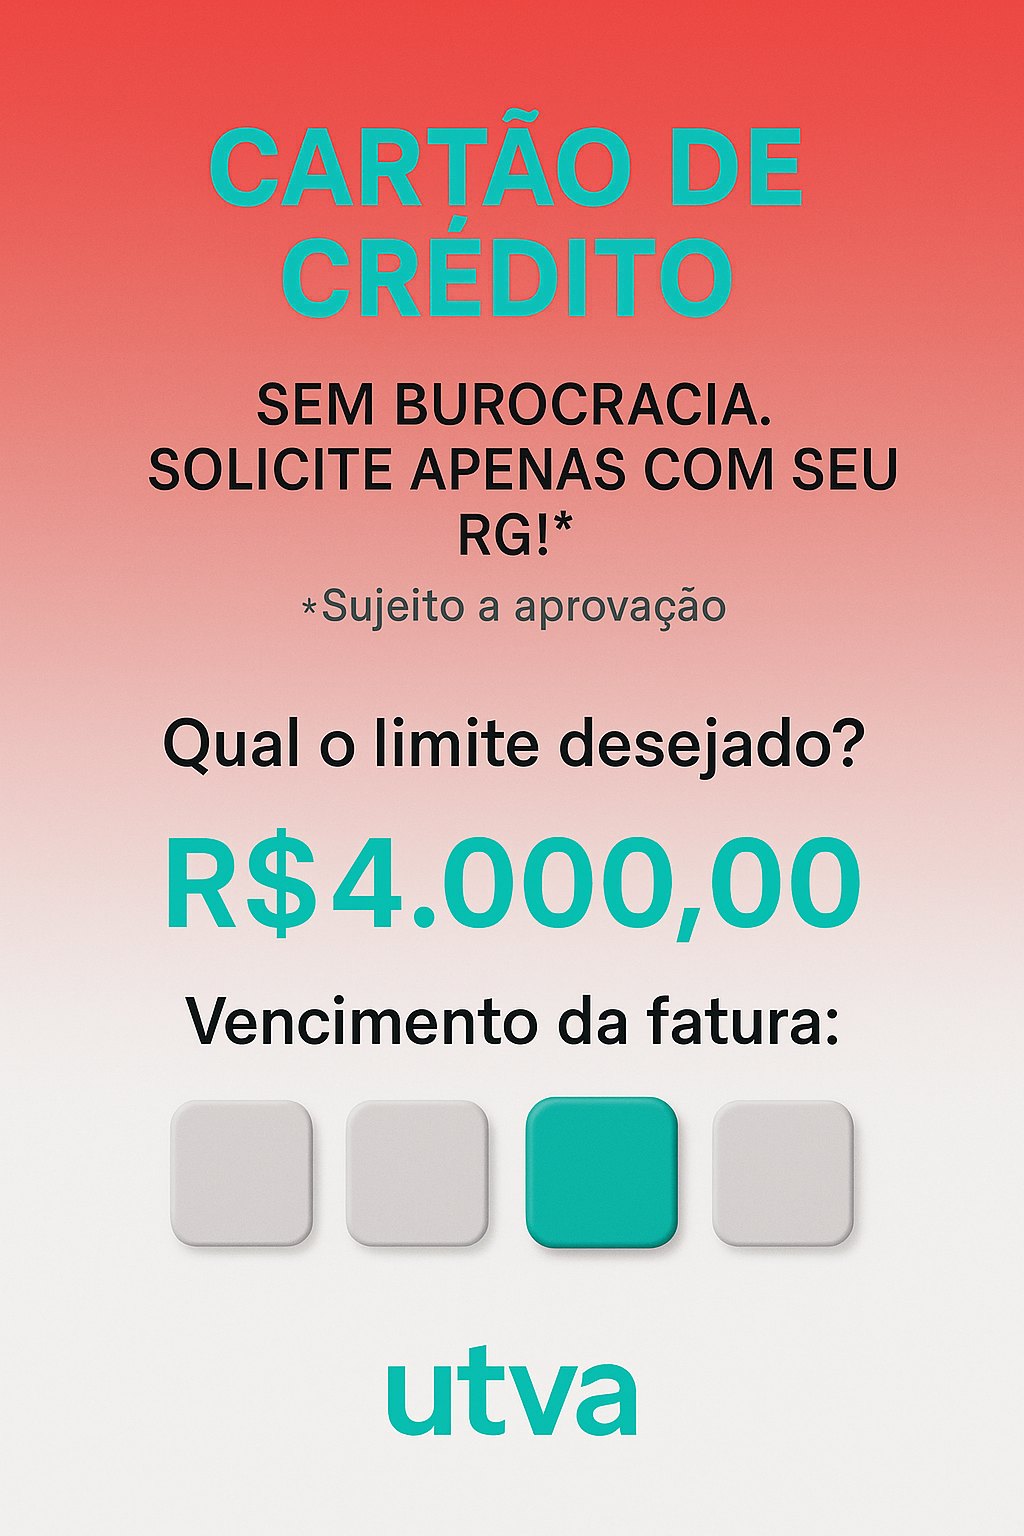 CARTÃO DE
CRÉDITO
SEM BUROCRACIA.
SOLICITE APENAS COM SEU
RG!*
*Sujeito a aprovação
Qual o limite desejado?
R$4.000,00
Vencimento da fatura:
utva